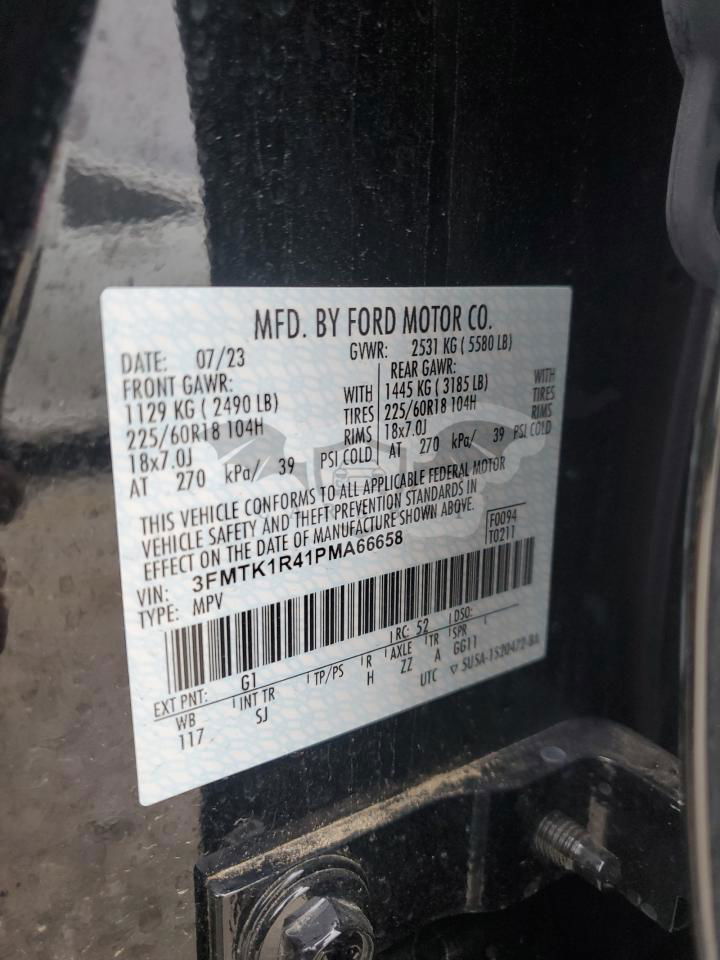 MFD. BY FORD MOTOR CO.
DATE: 07/23 GVWR: 2531 KG ( 5580 LB)
FRONT GAWR: REAR GAWR:
1129 KG ( 2490 LB) WITH 1445 KG ( 3185 LB) WITH
225/60R18 104H TIRES 225/60R18 104H TIRES
18x7.0J RIMS 18x7.0J RIMS
AT 270 kPa/ 39 PSI COLD AT 270 kPa/ 39 PSI COLD
THIS VEHICLE CONFORMS TO ALL APPLICABLE FEDERAL MOTOR
VEHICLE SAFETY AND THEFT PREVENTION STANDARDS IN
EFFECT ON THE DATE OF MANUFACTURE SHOWN ABOVE.
F0094
T0211
VIN: 3FMTK1R41PMA66658
TYPE: MPV
EXT PNT: G1 RC: 52 DSO:
WB INT TR TP/PS R AXLE TR SPR
117 SJ H ZZ A GG11
UTC ▽ 5U5A-1520472-BA